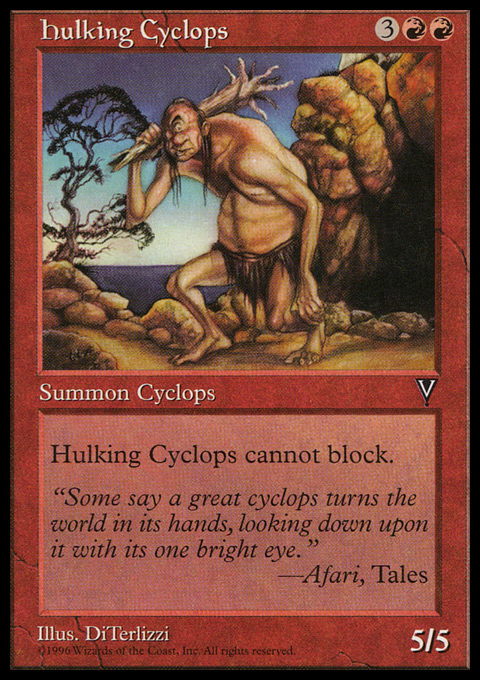 Hulking Cyclops 3
Summon Cyclops
Hulking Cyclops cannot block.
“Some say a great cyclops turns the
world in its hands, looking down upon
it with its one bright eye.”
—Afari, Tales
Illus. DiTerlizzi
©1996 Wizards of the Coast, Inc. All rights reserved.
5/5